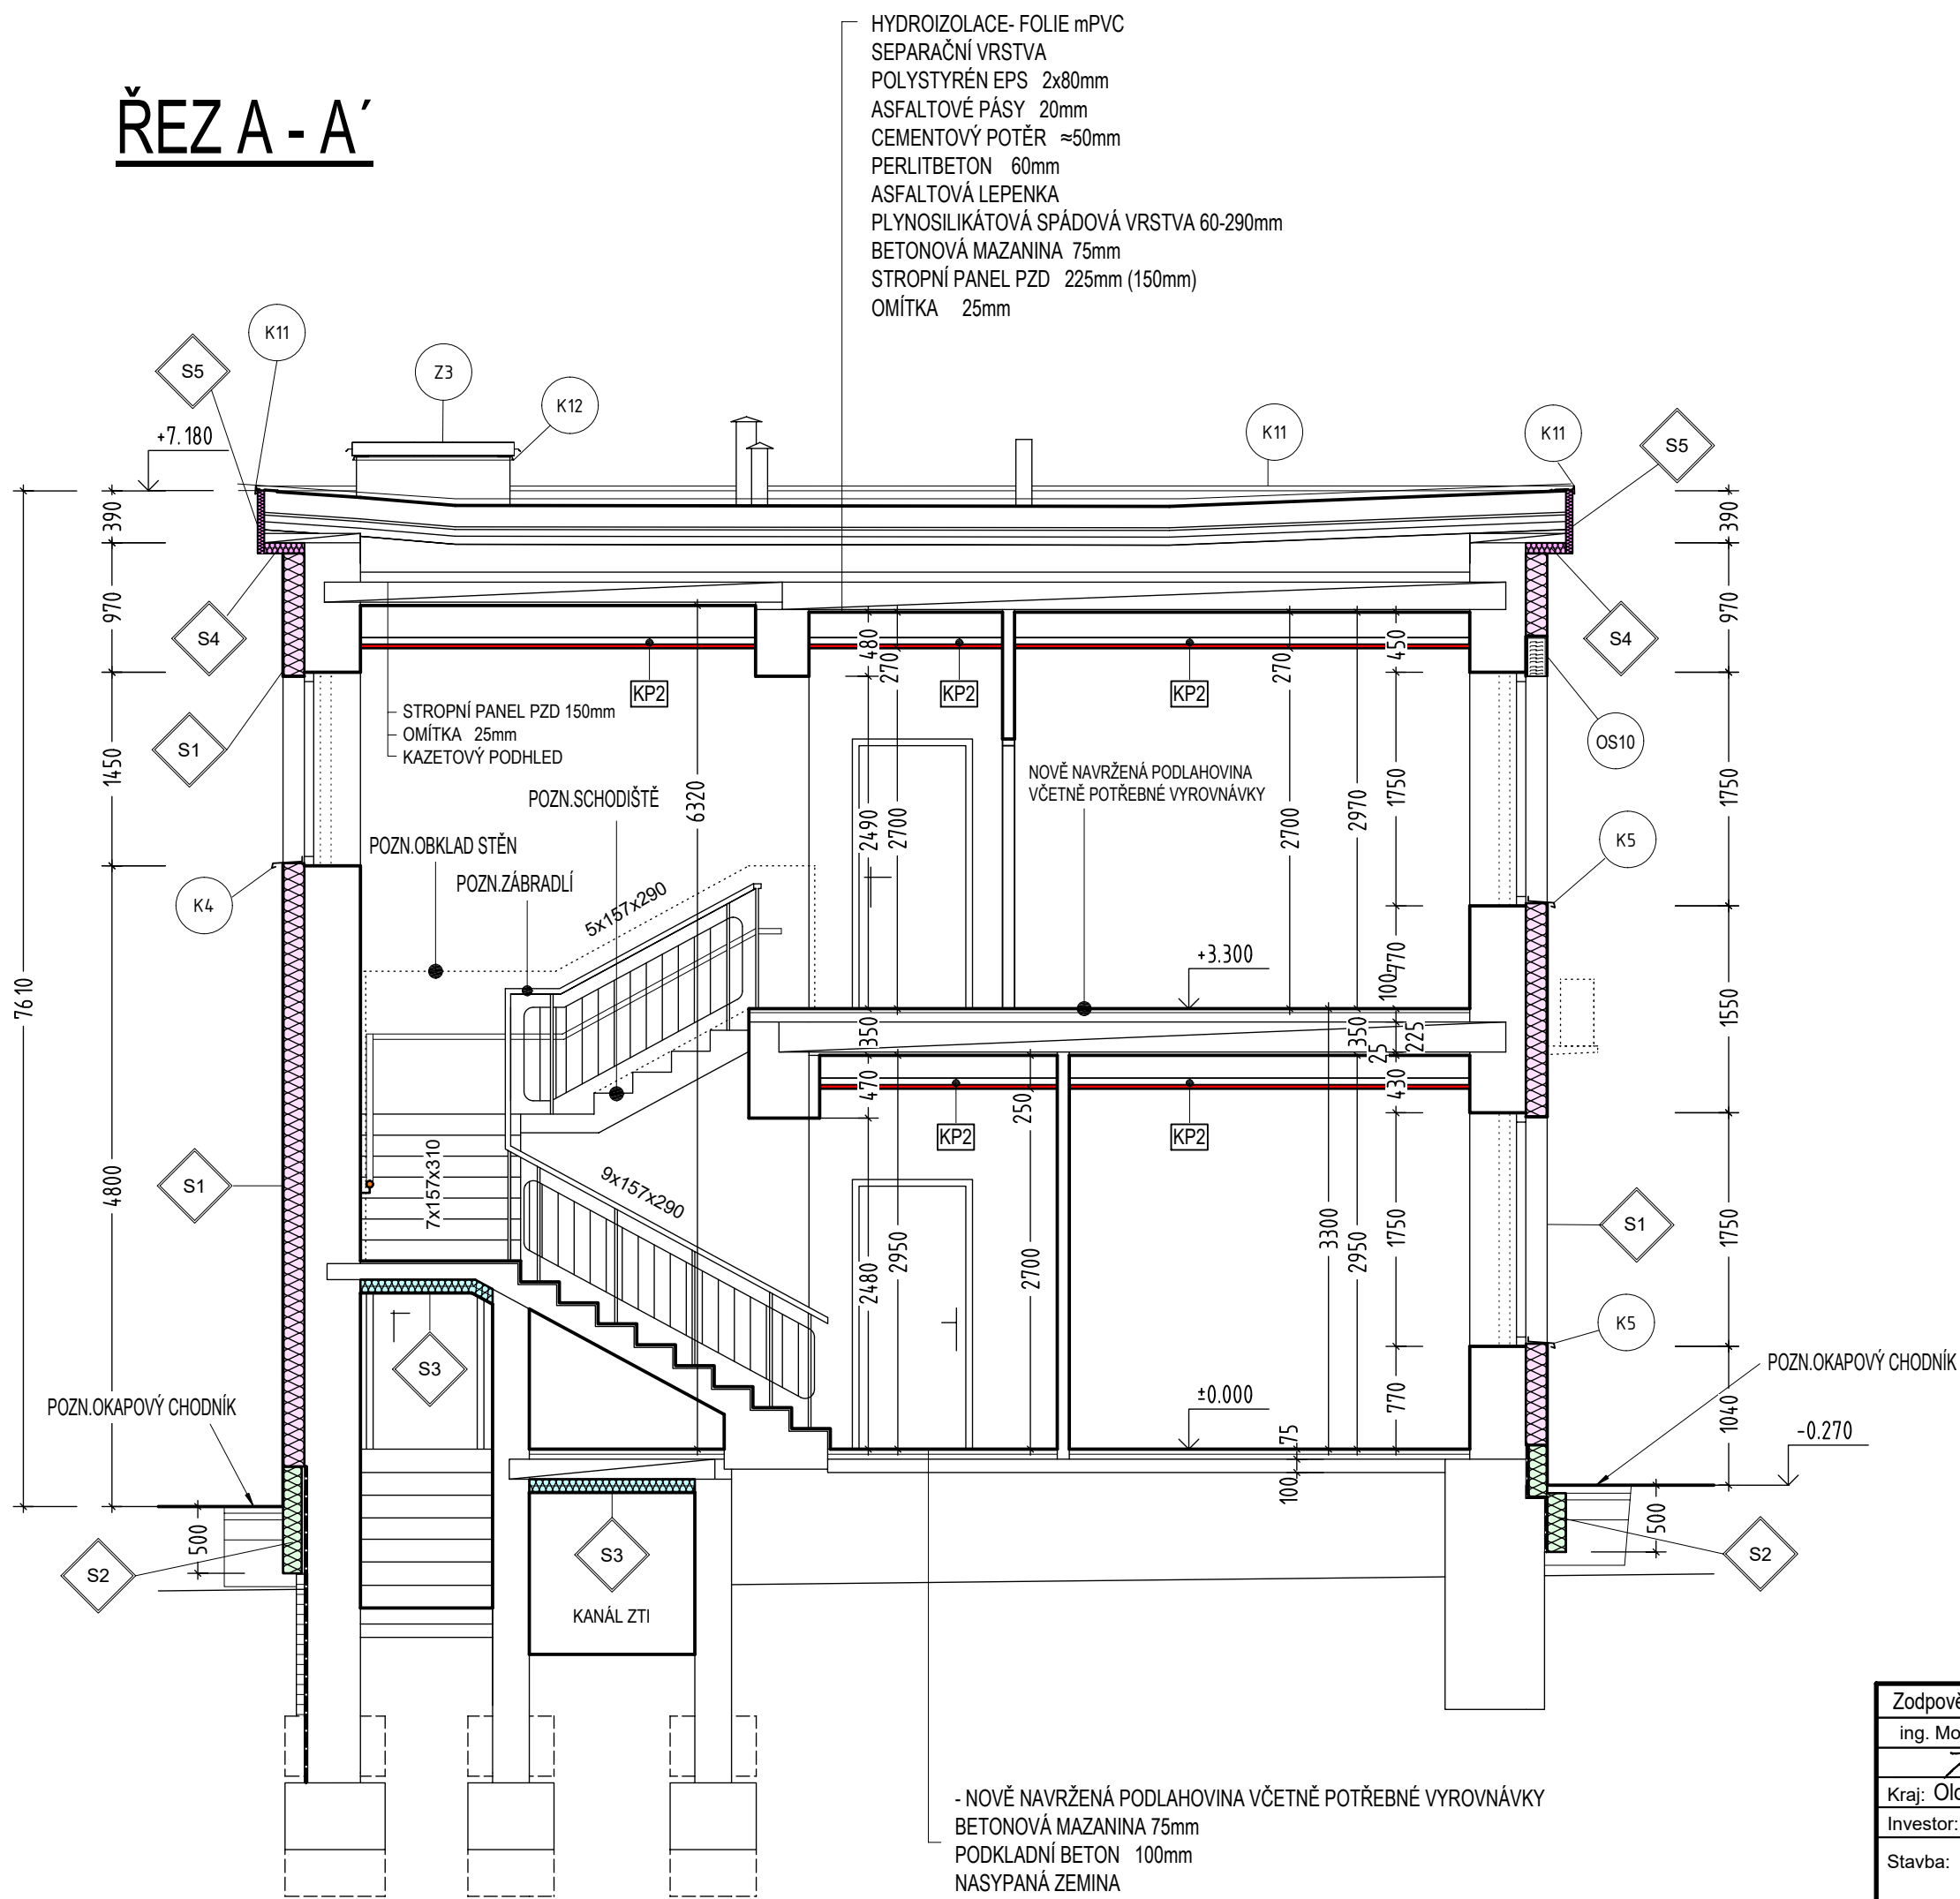 HYDROIZOLACE- FOLIE mPVC
SEPARAČNÍ VRSTVA
POLYSTYRÉN EPS 2x80mm
ASFALTOVÉ PÁSY 20mm
CEMENTOVÝ POTĚR ≈50mm
PERLITBETON 60mm
ASFALTOVÁ LEPENKA
PLYNOSILIKÁTOVÁ SPÁDOVÁ VRSTVA 60-290mm
BETONOVÁ MAZANINA 75mm
STROPNÍ PANEL PZD 225mm (150mm)
OMÍTKA 25mm
ŘEZ A - A´
K11
S5
Z3
K12
K11
K11
S5
+7.180
390
390
970
970
S4
S4
480
270
270
450
KP2
KP2
KP2
STROPNÍ PANEL PZD 150mm
OMÍTKA 25mm
KAZETOVÝ PODHLED
S1
OS10
1450
1750
1750
6320
2490
2700
2700
2970
NOVĚ NAVRŽENÁ PODLAHOVINA
VČETNĚ POTŘEBNÉ VYROVNÁVKY
POZN.SCHODIŠTĚ
POZN.OBKLAD STĚN
POZN.ZÁBRADLÍ
5x157x290
K4
K5
7610
+3.300
770
100
1550
350
350
25
225
470
250
430
KP2
KP2
7x157x310
9x157x290
4800
S1
S1
2480
2950
2700
3300
2950
1750
1750
K5
S3
POZN.OKAPOVÝ CHODNÍK
POZN.OKAPOVÝ CHODNÍK
±0.000
770
1040
-0.270
75
100
500
500
S2
S2
S3
KANÁL ZTI
- NOVĚ NAVRŽENÁ PODLAHOVINA VČETNĚ POTŘEBNÉ VYROVNÁVKY
BETONOVÁ MAZANINA 75mm
PODKLADNÍ BETON 100mm
NASYPANÁ ZEMINA
Zodpově
ing. Mo
Kraj: Olo
Investor:
Stavba: